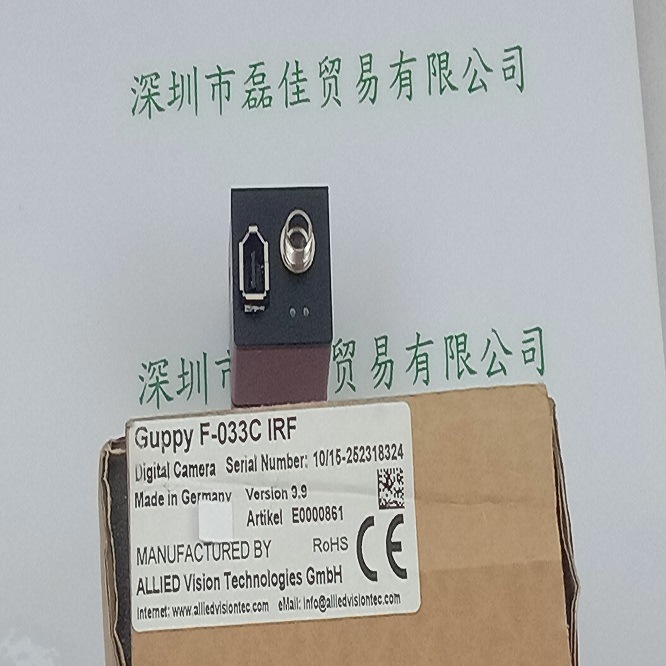 深圳市磊佳贸易有限公司
深圳市 贸易有限公司
Guppy F-033C IRF
Digital Camera Serial Number: 10/15-252318324
Made in Germany Version 9.9
Artikel E0000861
MANUFACTURED BY RoHS
ALLIED Vision Technologies GmbH
CE
Internet: www.alliedvisiontec.com eMail: info@alliedvisiontec.com